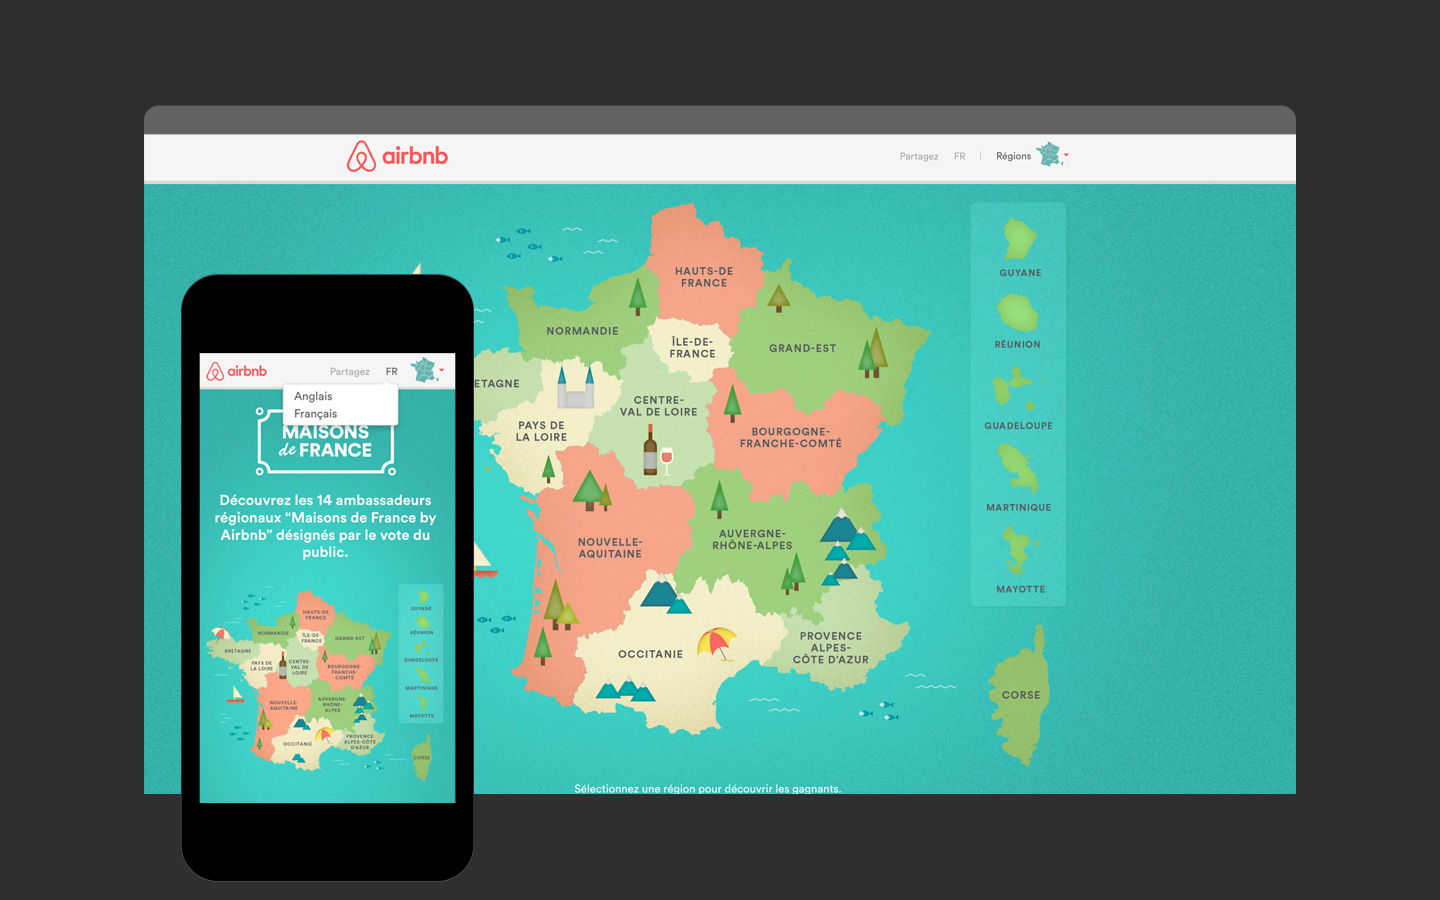 airbnb
Partagez
FR
Régions
HAUTS-DE
FRANCE
NORMANDIE
ÎLE-DE-
FRANCE
GRAND-EST
ETAGNE
CENTRE-
VAL DE LOIRE
PAYS DE
LA LOIRE
BOURGOGNE-
FRANCHE-COMTÉ
NOUVELLE-
AQUITAINE
AUVERGNE-
RHÔNE-ALPES
OCCITANIE
PROVENCE
ALPES-
CÔTE D'AZUR
CORSE
GUYANE
RÉUNION
GUADELOUPE
MARTINIQUE
MAYOTTE
Sélectionnez une région pour découvrir les gagnants.
airbnb
Partagez
FR
Anglais
Français
MAISONS
de FRANCE
Découvrez les 14 ambassadeurs
régionaux “Maisons de France by
Airbnb” désignés par le vote du
public.
HAUTS-DE
FRANCE
NORMANDIE
ÎLE-DE-
FRANCE
GRAND-EST
BRETAGNE
PAYS DE
LA LOIRE
CENTRE-
VAL DE
LOIRE
BOURGOGNE-
FRANCHE-
COMTÉ
NOUVELLE-
AQUITAINE
AUVERGNE-
RHÔNE-
ALPES
OCCITANIE
PROVENCE
ALPES-CÔTE
D'AZUR
CORSE
GUYANE
RÉUNION
GUADELOUPE
MARTINIQUE
MAYOTTE